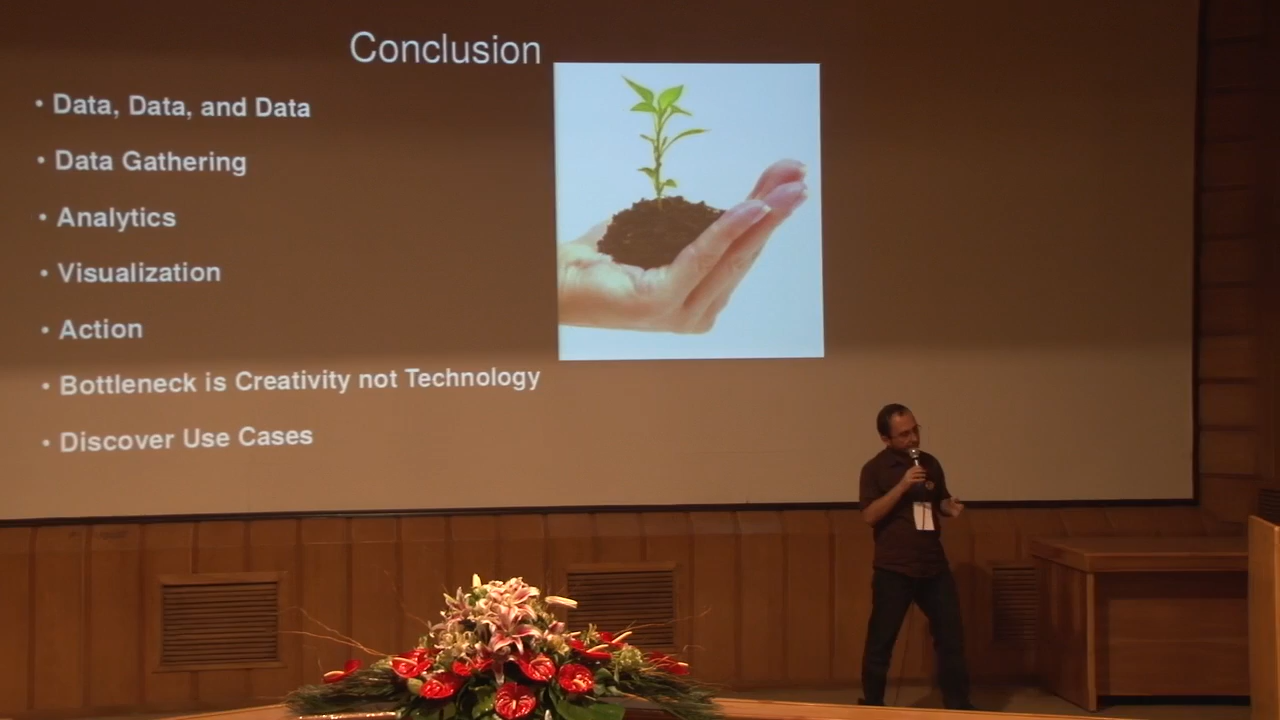 Conclusion
• Data, Data, and Data
• Data Gathering
• Analytics
• Visualization
• Action
• Bottleneck is Creativity not Technology
• Discover Use Cases